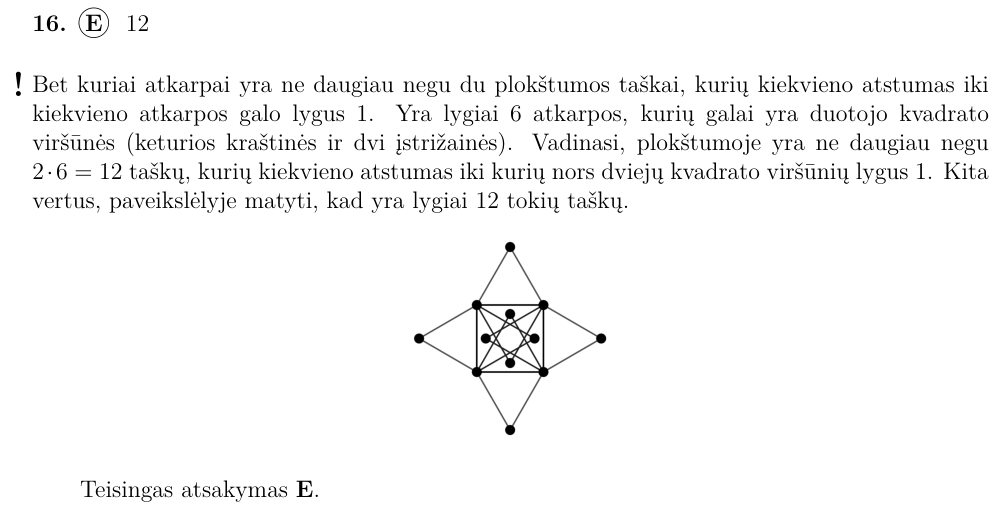 16. Ⓔ 12
! Bet kuriai atkarpai yra ne daugiau negu du plokštumos taškai, kurių kiekvieno atstumas iki
kiekvieno atkarpos galo lygus 1. Yra lygiai 6 atkarpos, kurių galai yra duotojo kvadrato
viršūnės (keturios kraštinės ir dvi įstrižainės). Vadinasi, plokštumoje yra ne daugiau negu
2·6 = 12 taškų, kurių kiekvieno atstumas iki kurių nors dviejų kvadrato viršūnių lygus 1. Kita
vertus, paveikslėlyje matyti, kad yra lygiai 12 tokių taškų.
Teisingas atsakymas E.